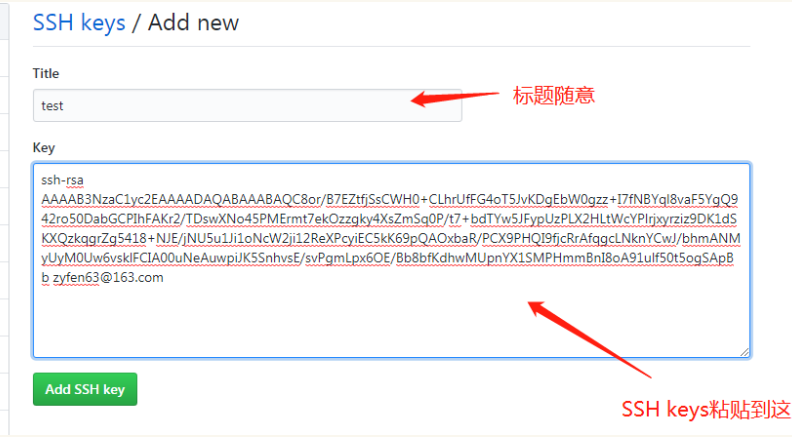 SSH keys / Add new
Title
test
标题随意
Key
ssh-rsa
AAAAB3NzaC1yc2EAAAADAQABAAABAQC8or/B7EZtfjSsCWH0+CLhrUfFG4oT5JvKDgEbW0gzz+I7fNBYql8vaF5YgQ9
42ro50DabGCPIhFAKr2/TDswXNo45PMErmt7ekOzzgky4XsZmSq0P/t7+bdTYw5JFypUzPLX2HLtWcYPIrjxyrziz9DK1dS
KXQzkqgrZg5418+NJE/jNU5u1Ji1oNcW2ji12ReXPcyiEC5kK69pQAOxbaR/PCX9PHQI9fjcRrAfqgcLNknYCwJ/bhmANM
yUyM0Uw6vsklFCIA00uNeAuwpiJK5SnhvsE/svPgmLpx6OE/Bb8bfKdhwMUpnYX1SMPHmmBnI8oA91ulf50t5ogSApB
b zyfen63@163.com
Add SSH key
SSH keys粘贴到这